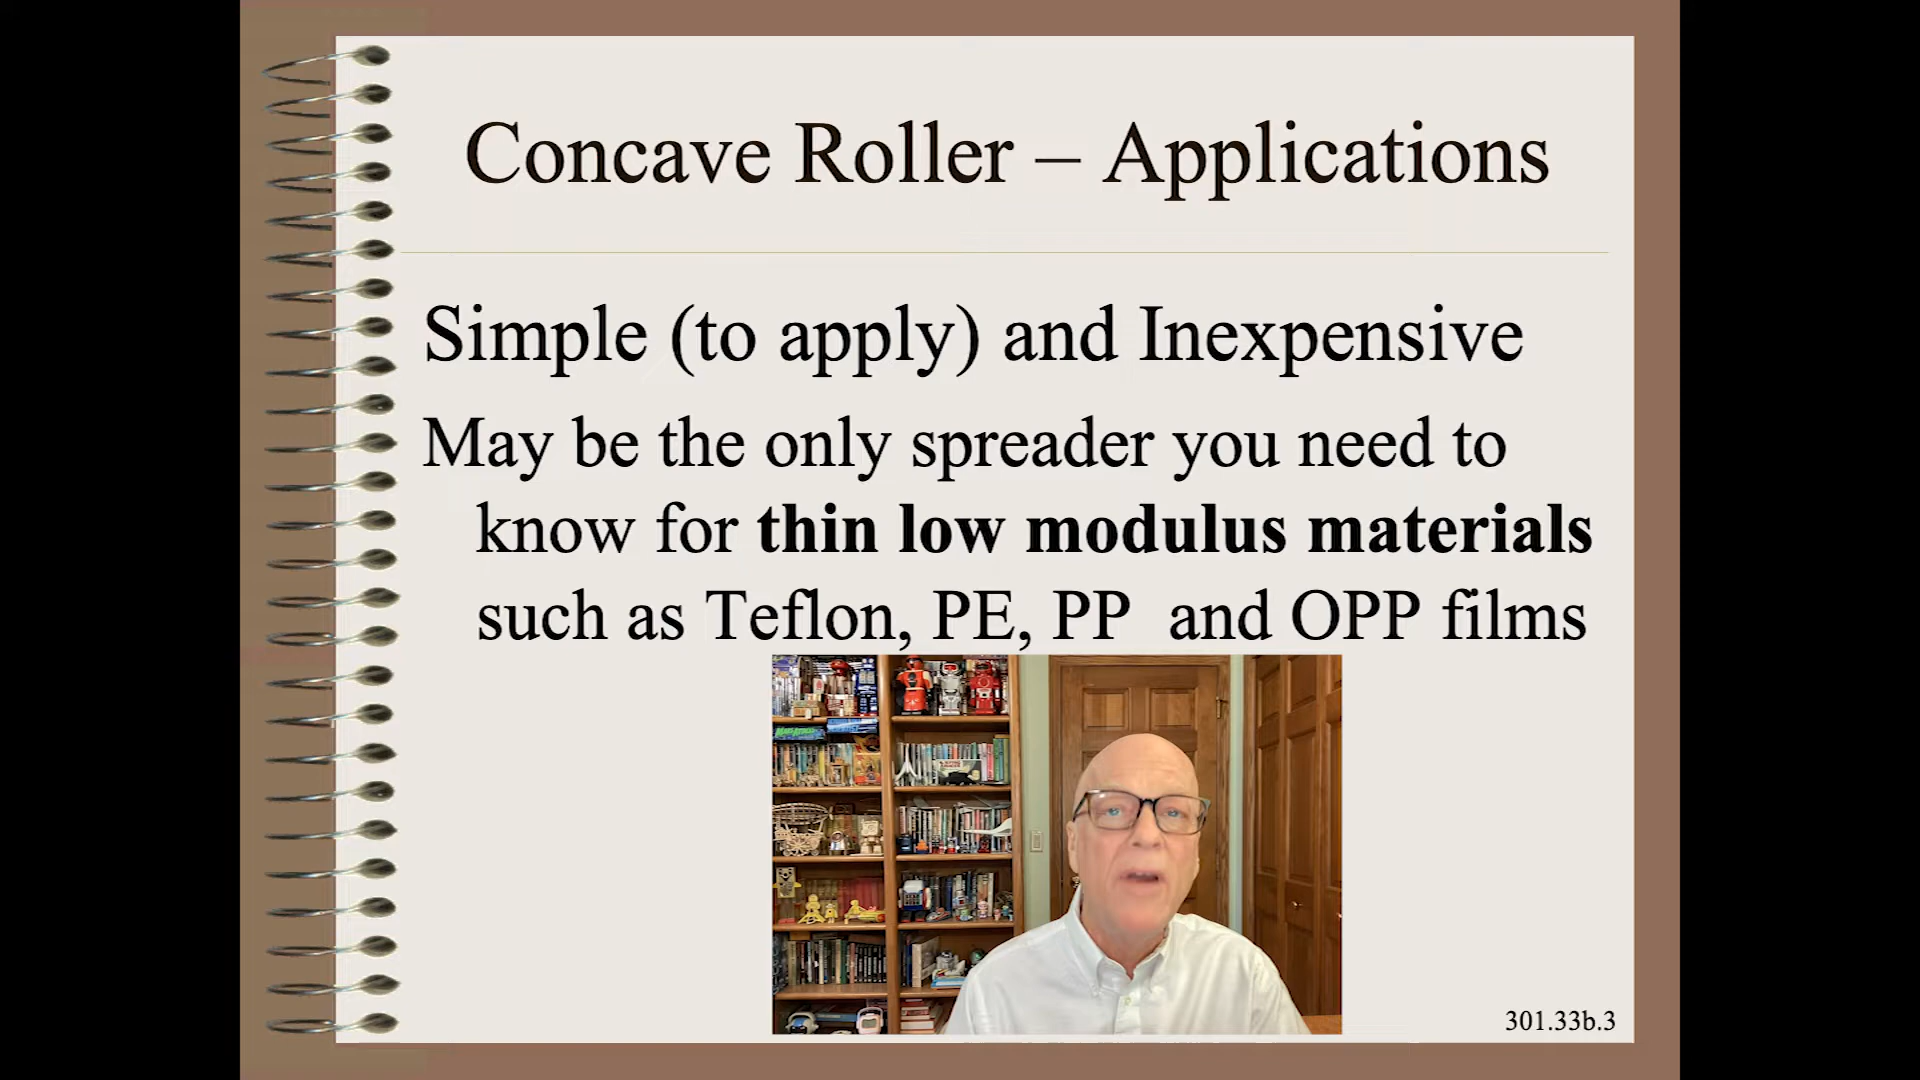 Concave Roller – Applications
Simple (to apply) and Inexpensive
May be the only spreader you need to
know for thin low modulus materials
such as Teflon, PE, PP  and OPP films
301.33b.3